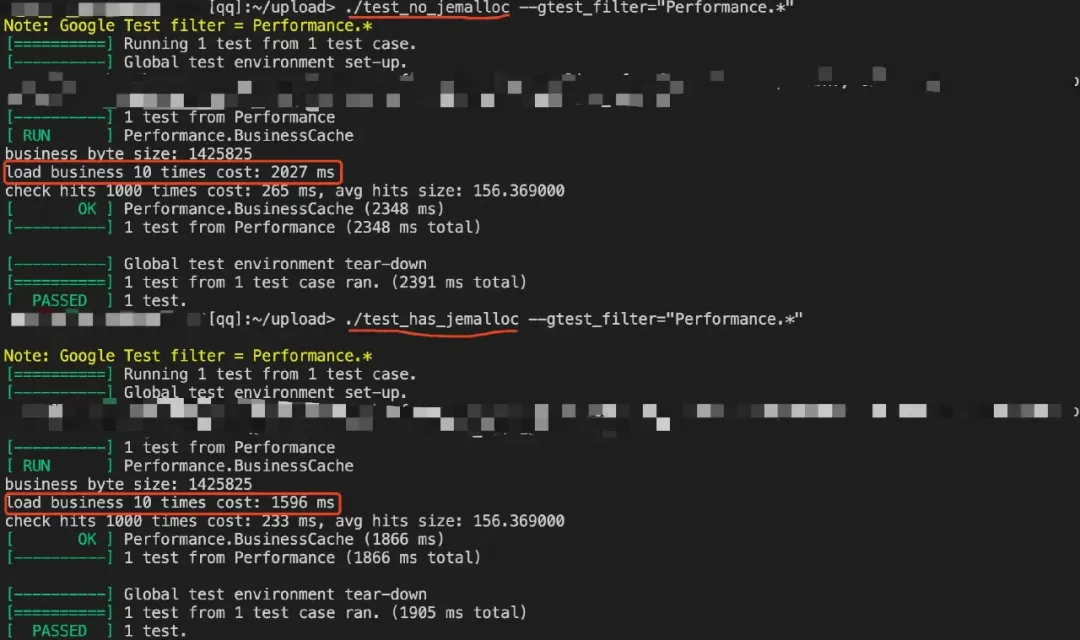 [qq]:~/upload> ./test_no_jemalloc --gtest_filter="Performance.*"
Note: Google Test filter = Performance.*
[==========] Running 1 test from 1 test case.
[----------] Global test environment set-up.
[----------] 1 test from Performance
[ RUN      ] Performance.BusinessCache
business byte size: 1425825
load business 10 times cost: 2027 ms
check hits 1000 times cost: 265 ms, avg hits size: 156.369000
[       OK ] Performance.BusinessCache (2348 ms)
[----------] 1 test from Performance (2348 ms total)
[----------] Global test environment tear-down
[==========] 1 test from 1 test case ran. (2391 ms total)
[  PASSED  ] 1 test.
[qq]:~/upload> ./test_has_jemalloc --gtest_filter="Performance.*"
Note: Google Test filter = Performance.*
[==========] Running 1 test from 1 test case.
[----------] Global test environment set-up.
[----------] 1 test from Performance
[ RUN      ] Performance.BusinessCache
business byte size: 1425825
load business 10 times cost: 1596 ms
check hits 1000 times cost: 233 ms, avg hits size: 156.369000
[       OK ] Performance.BusinessCache (1866 ms)
[----------] 1 test from Performance (1866 ms total)
[----------] Global test environment tear-down
[==========] 1 test from 1 test case ran. (1905 ms total)
[  PASSED  ] 1 test.